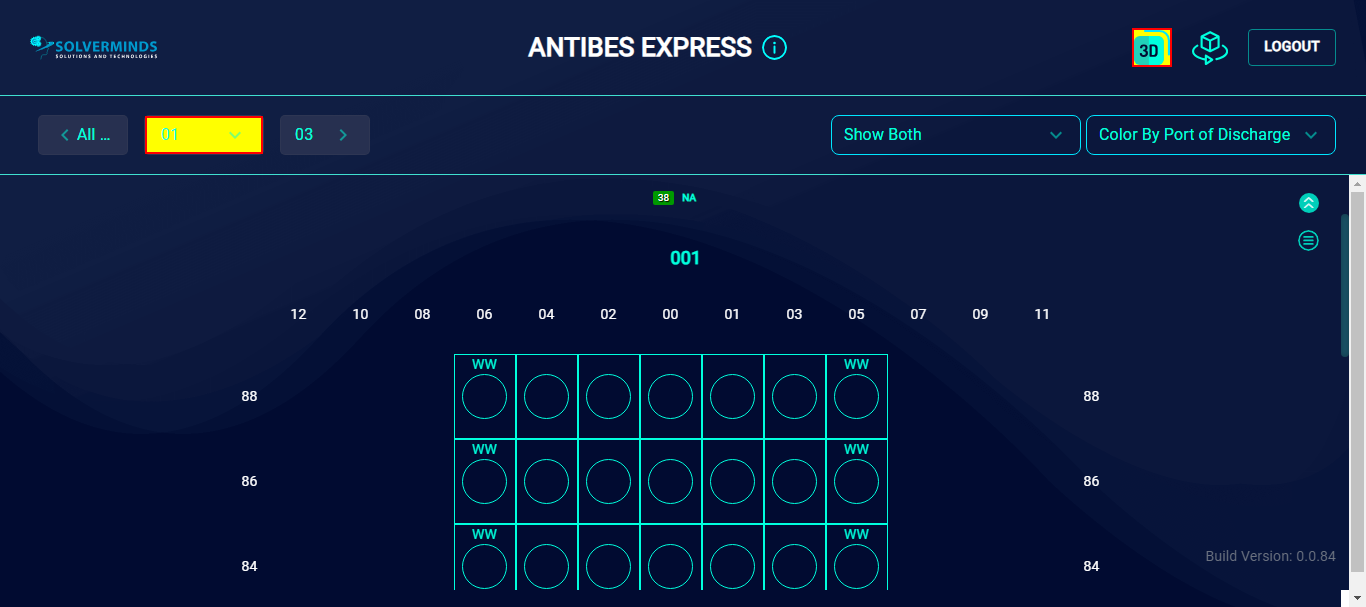 SOLVERMINDS
SOLUTIONS AND TECHNOLOGIES
ANTIBES EXPRESS
3D
LOGOUT
All ...
01
03
Show Both
Color By Port of Discharge
38 NA
001
12 10 08 06 04 02 00 01 03 05 07 09 11
WW WW
88 88
WW WW
86 86
WW WW
84 84
Build Version: 0.0.84